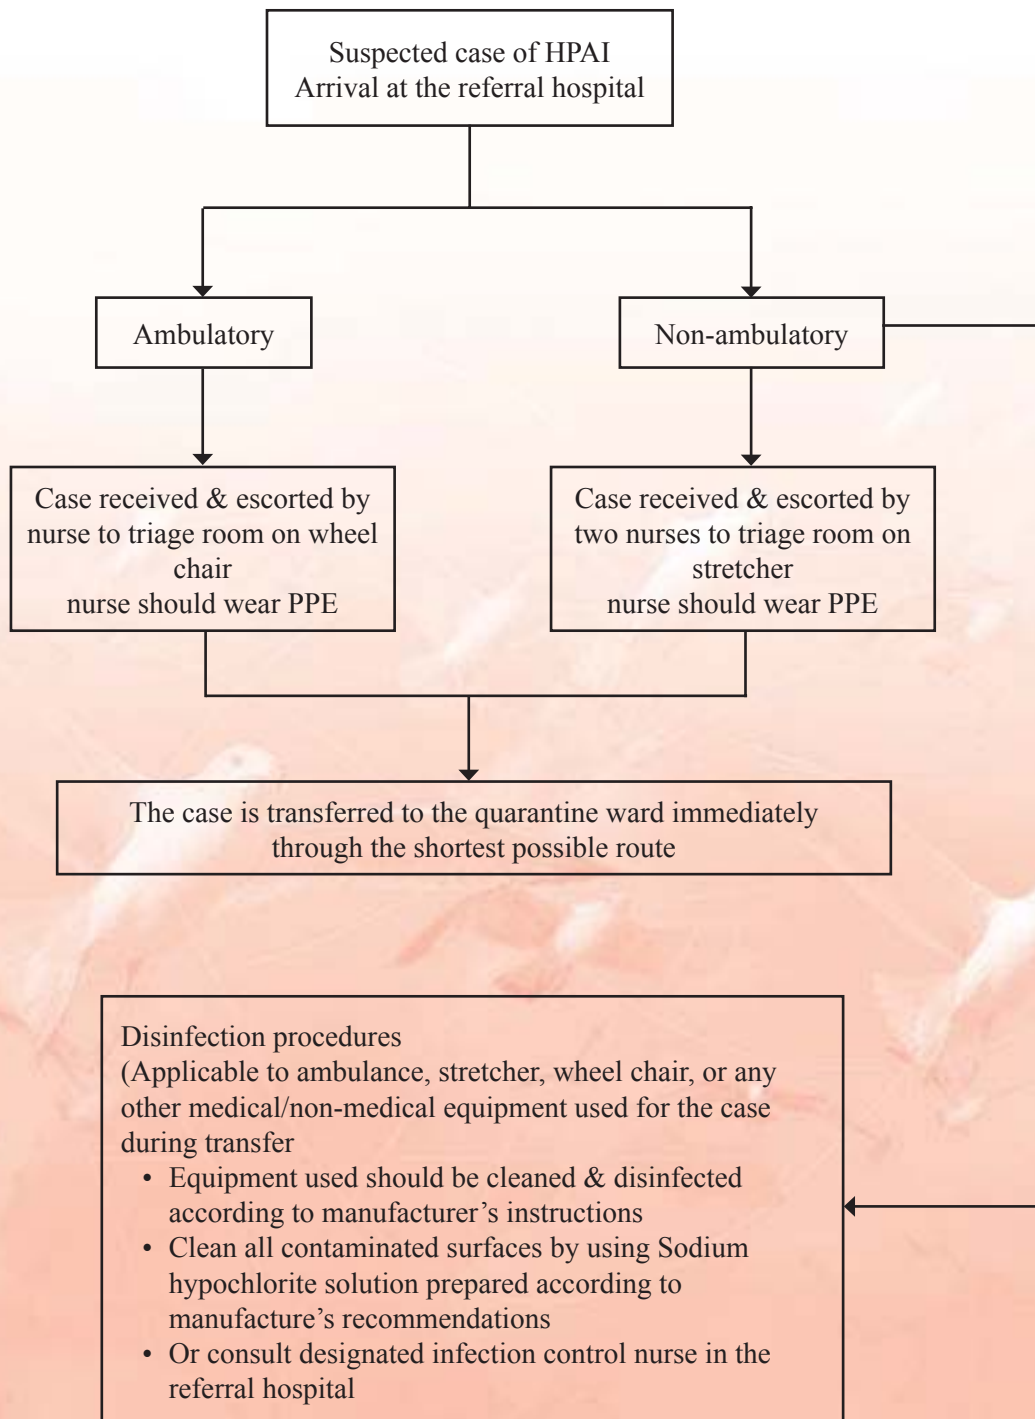 Suspected case of HPAI
Arrival at the referral hospital
Ambulatory
Non-ambulatory
Case received & escorted by
nurse to triage room on wheel
chair
nurse should wear PPE
Case received & escorted by
two nurses to triage room on
stretcher
nurse should wear PPE
The case is transferred to the quarantine ward immediately
through the shortest possible route
Disinfection procedures
(Applicable to ambulance, stretcher, wheel chair, or any
other medical/non-medical equipment used for the case
during transfer
• Equipment used should be cleaned & disinfected
according to manufacturer’s instructions
• Clean all contaminated surfaces by using Sodium
hypochlorite solution prepared according to
manufacture’s recommendations
• Or consult designated infection control nurse in the
referral hospital